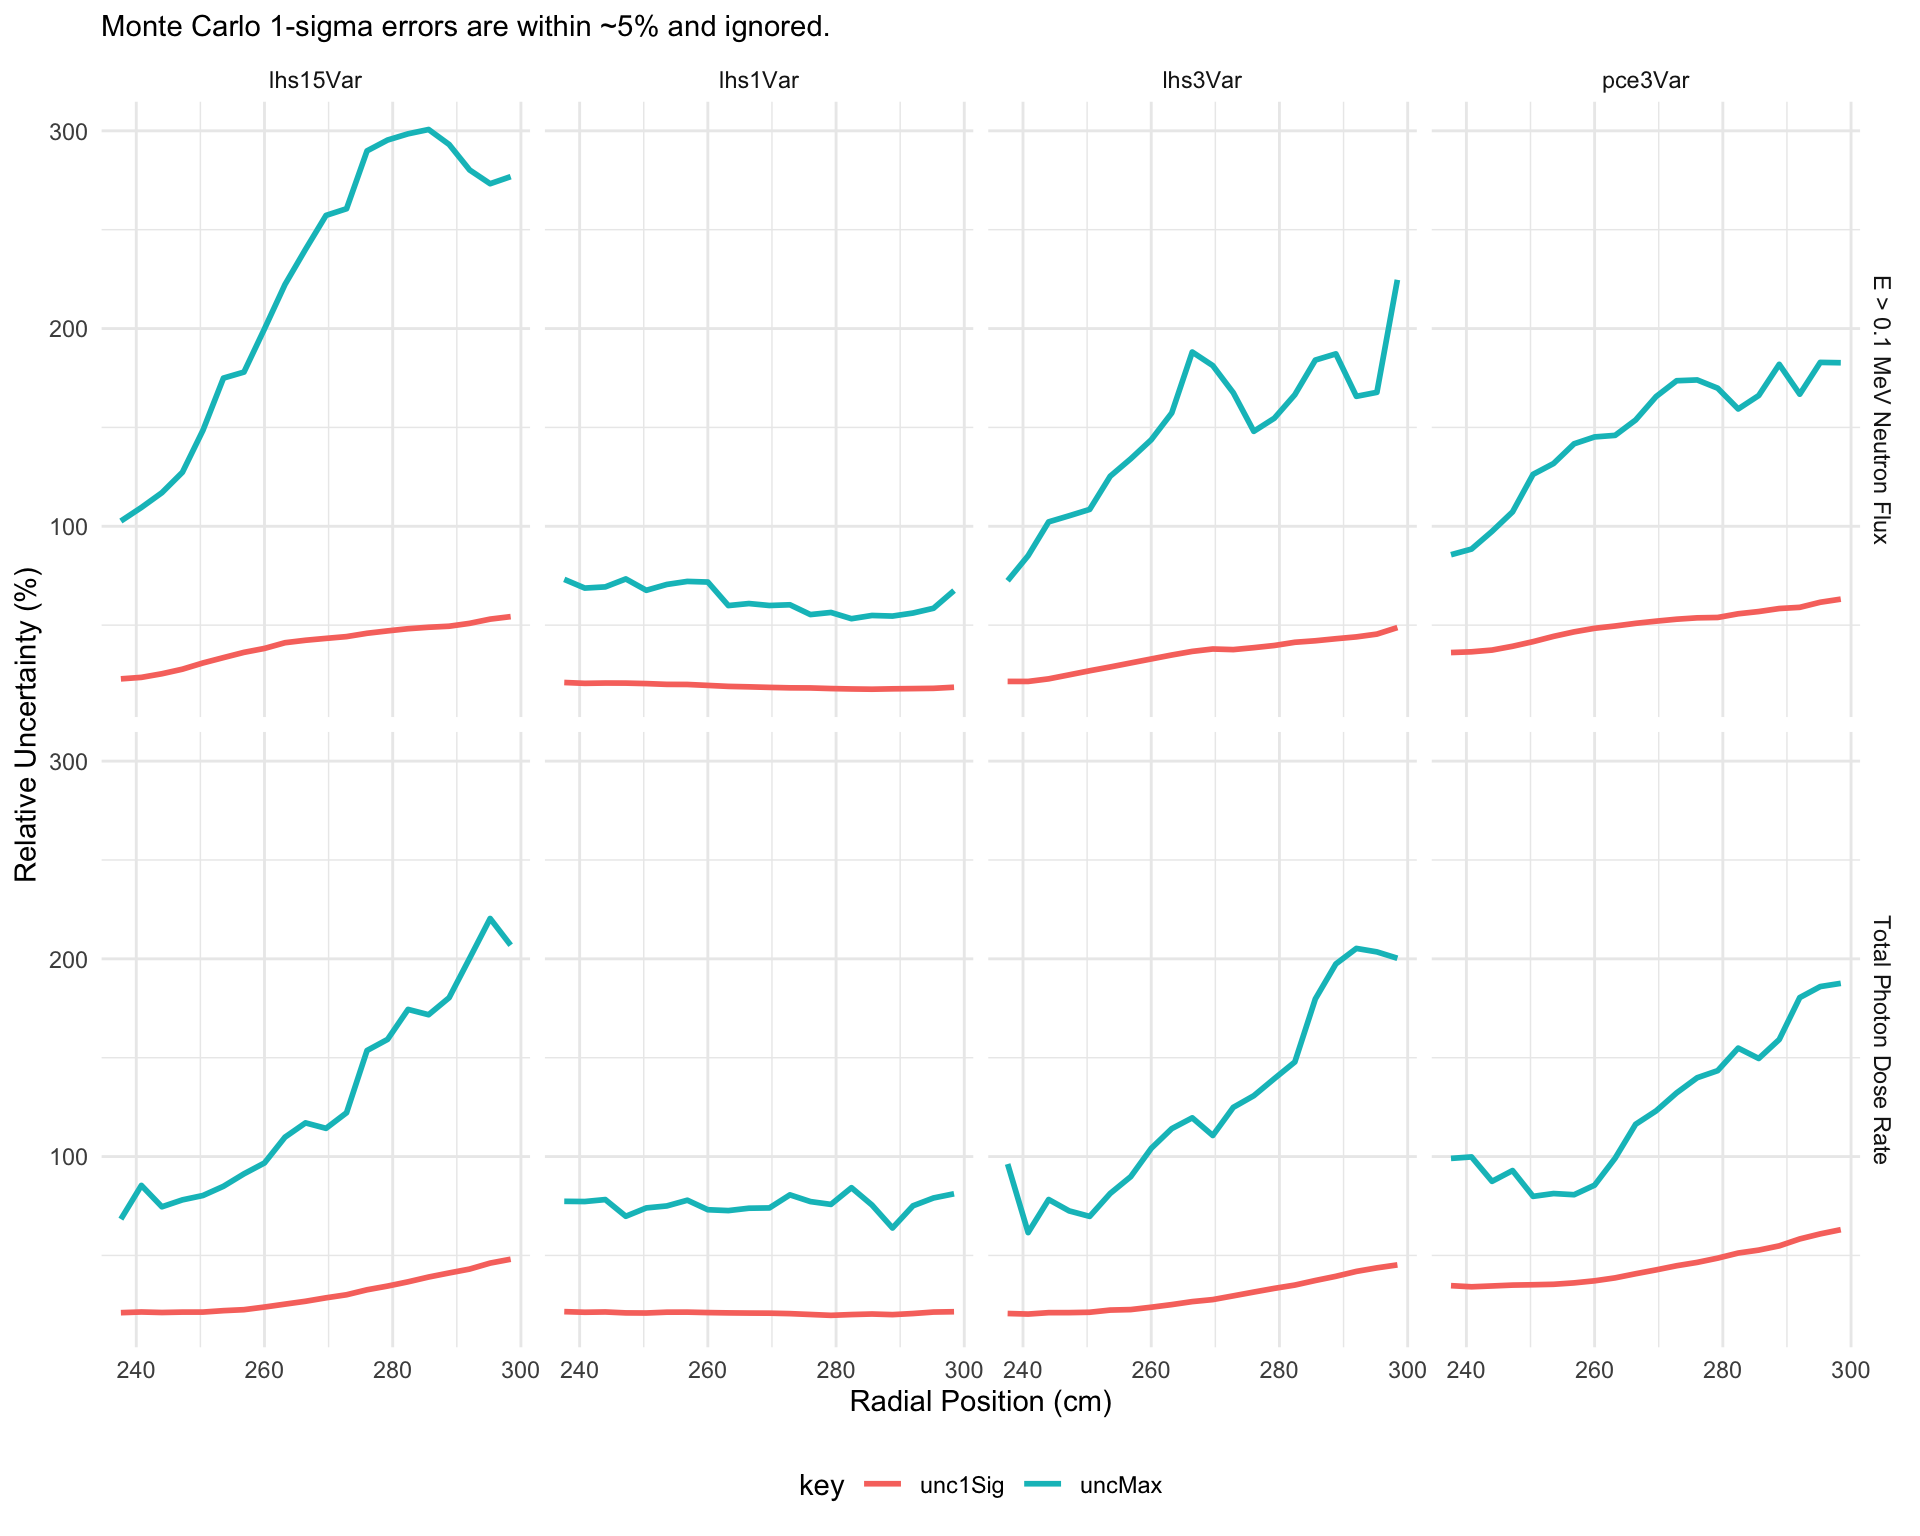 Monte Carlo 1-sigma errors are within ~5% and ignored.
lhs15Var
lhs1Var
lhs3Var
pce3Var
300
200
100
E > 0.1 MeV Neutron Flux
Relative Uncertainty (%)
300
200
100
Total Photon Dose Rate
240 260 280 300 240 260 280 300 240 260 280 300 240 260 280 300
Radial Position (cm)
key unc1Sig uncMax